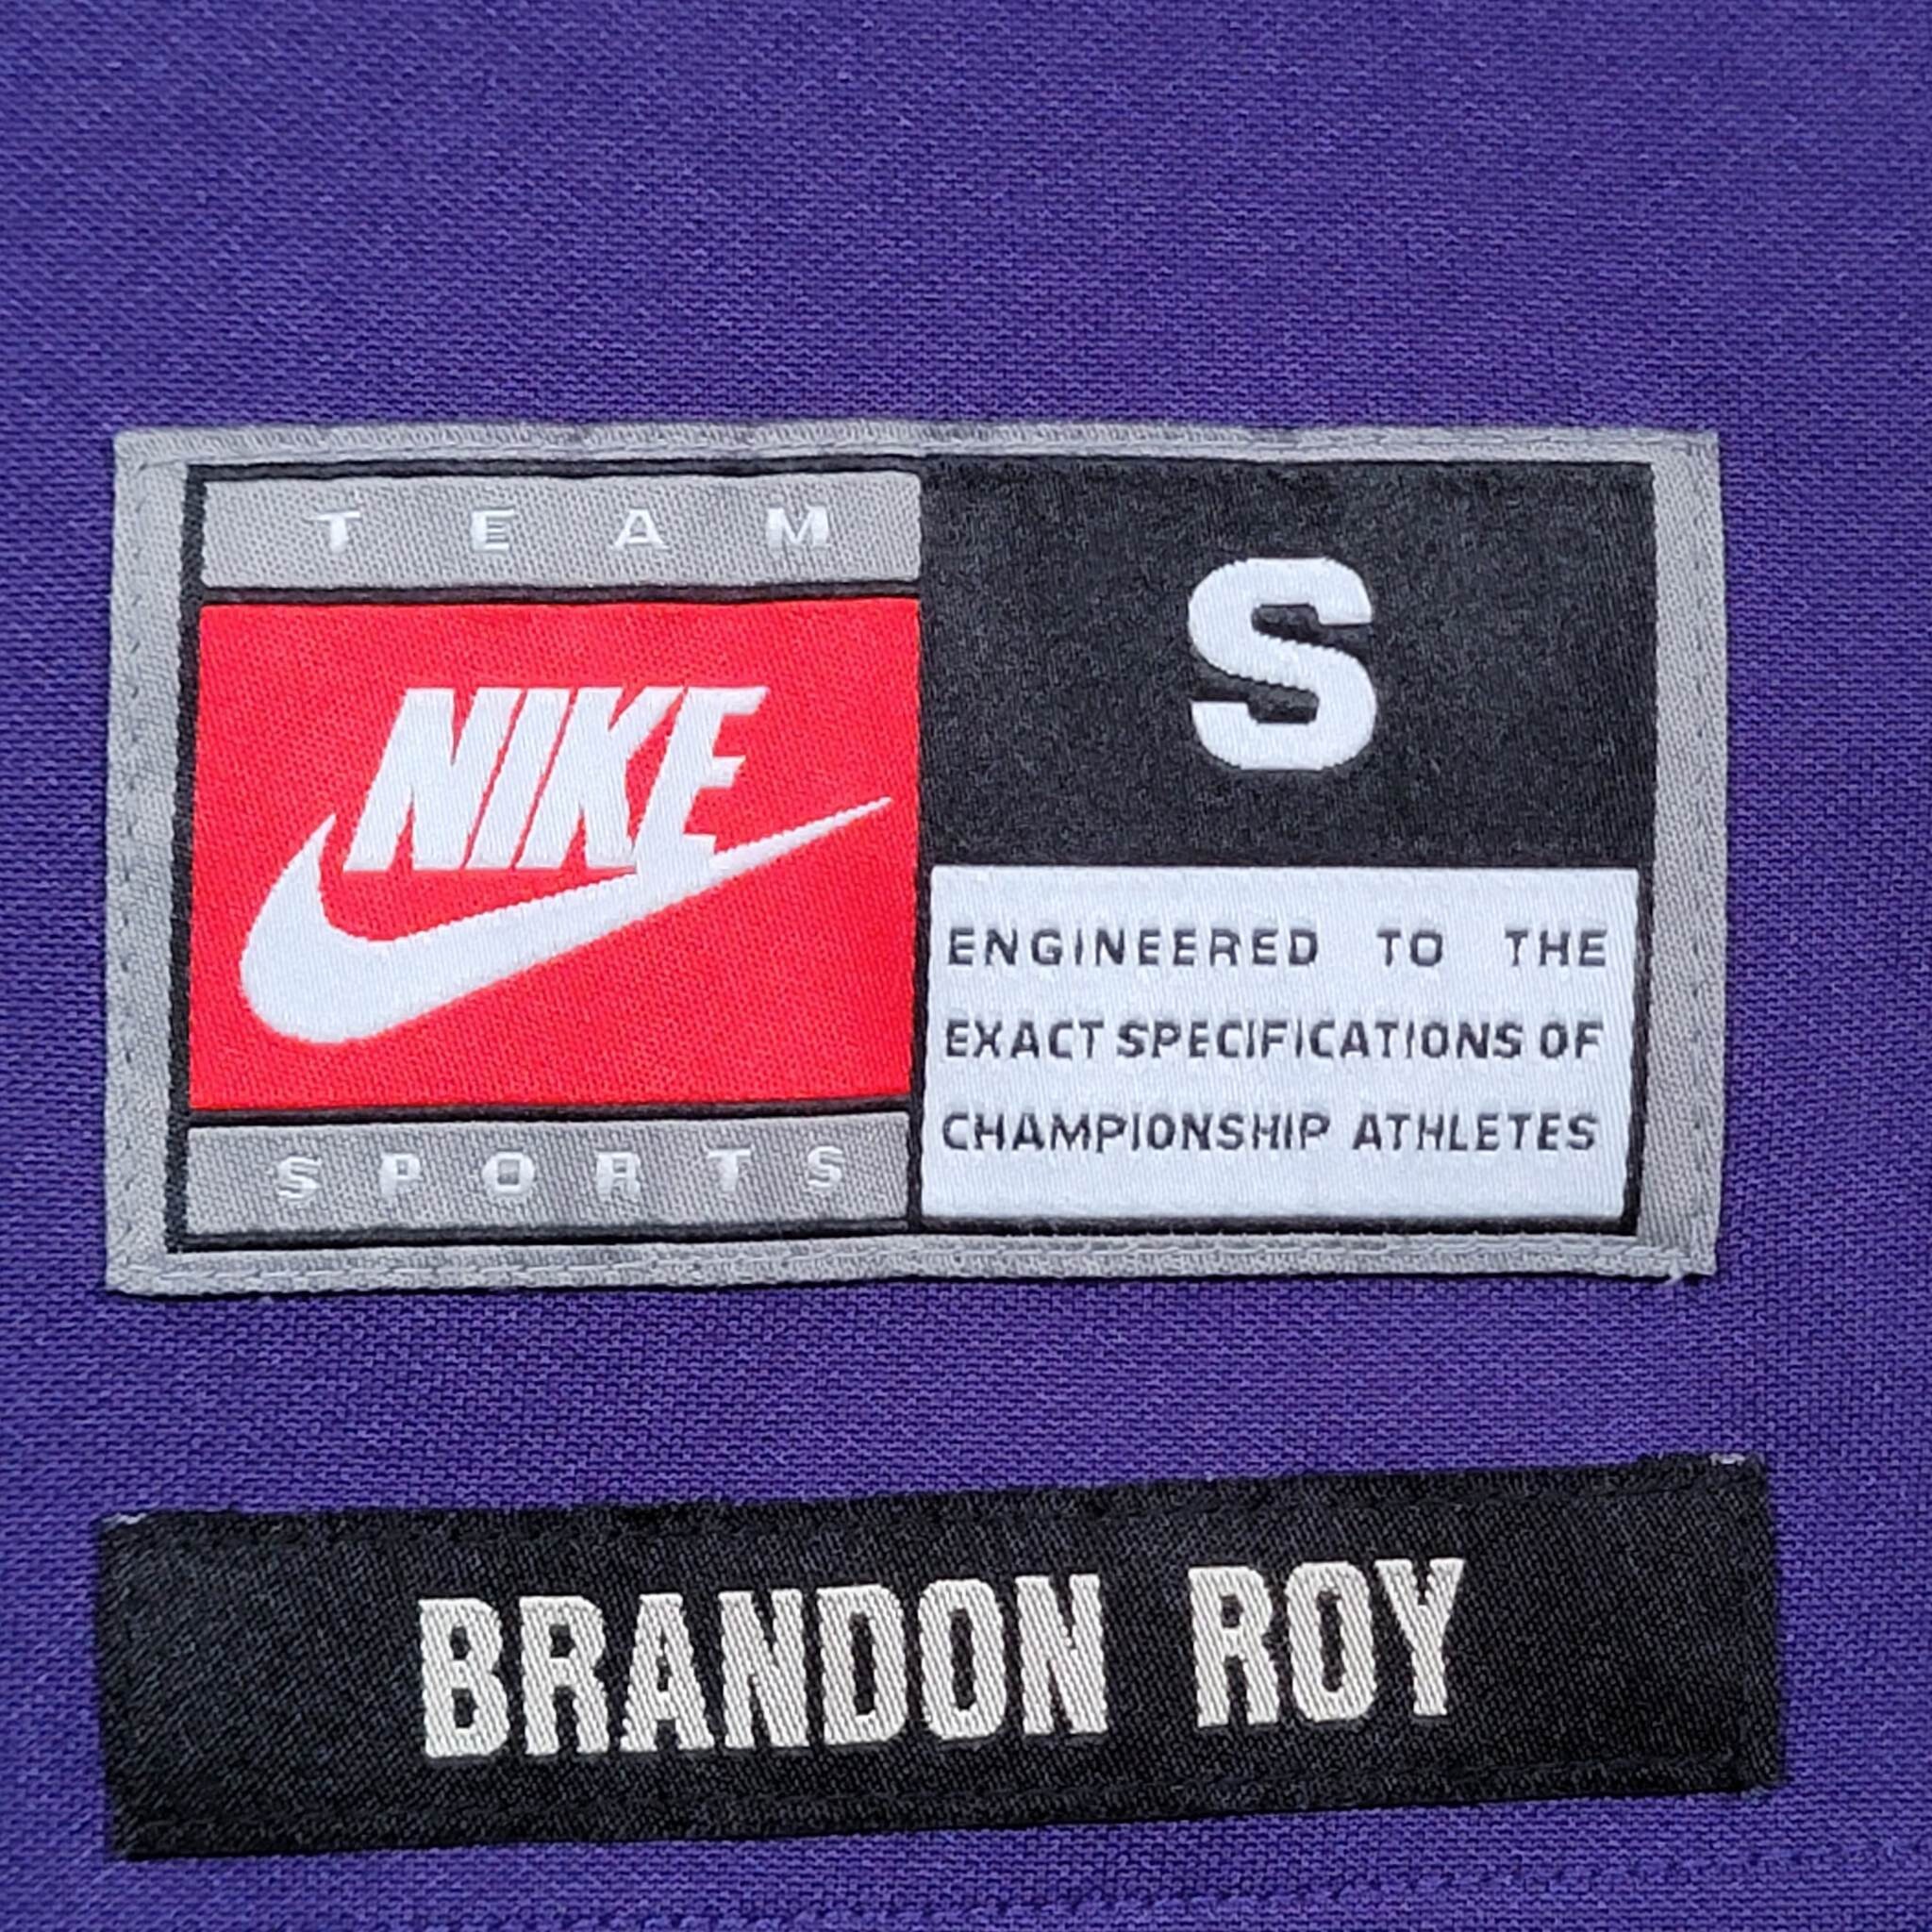 TEAM
NIKE
SPORTS
S
ENGINEERED TO THE
EXACT SPECIFICATIONS OF
CHAMPIONSHIP ATHLETES
BRANDON ROY